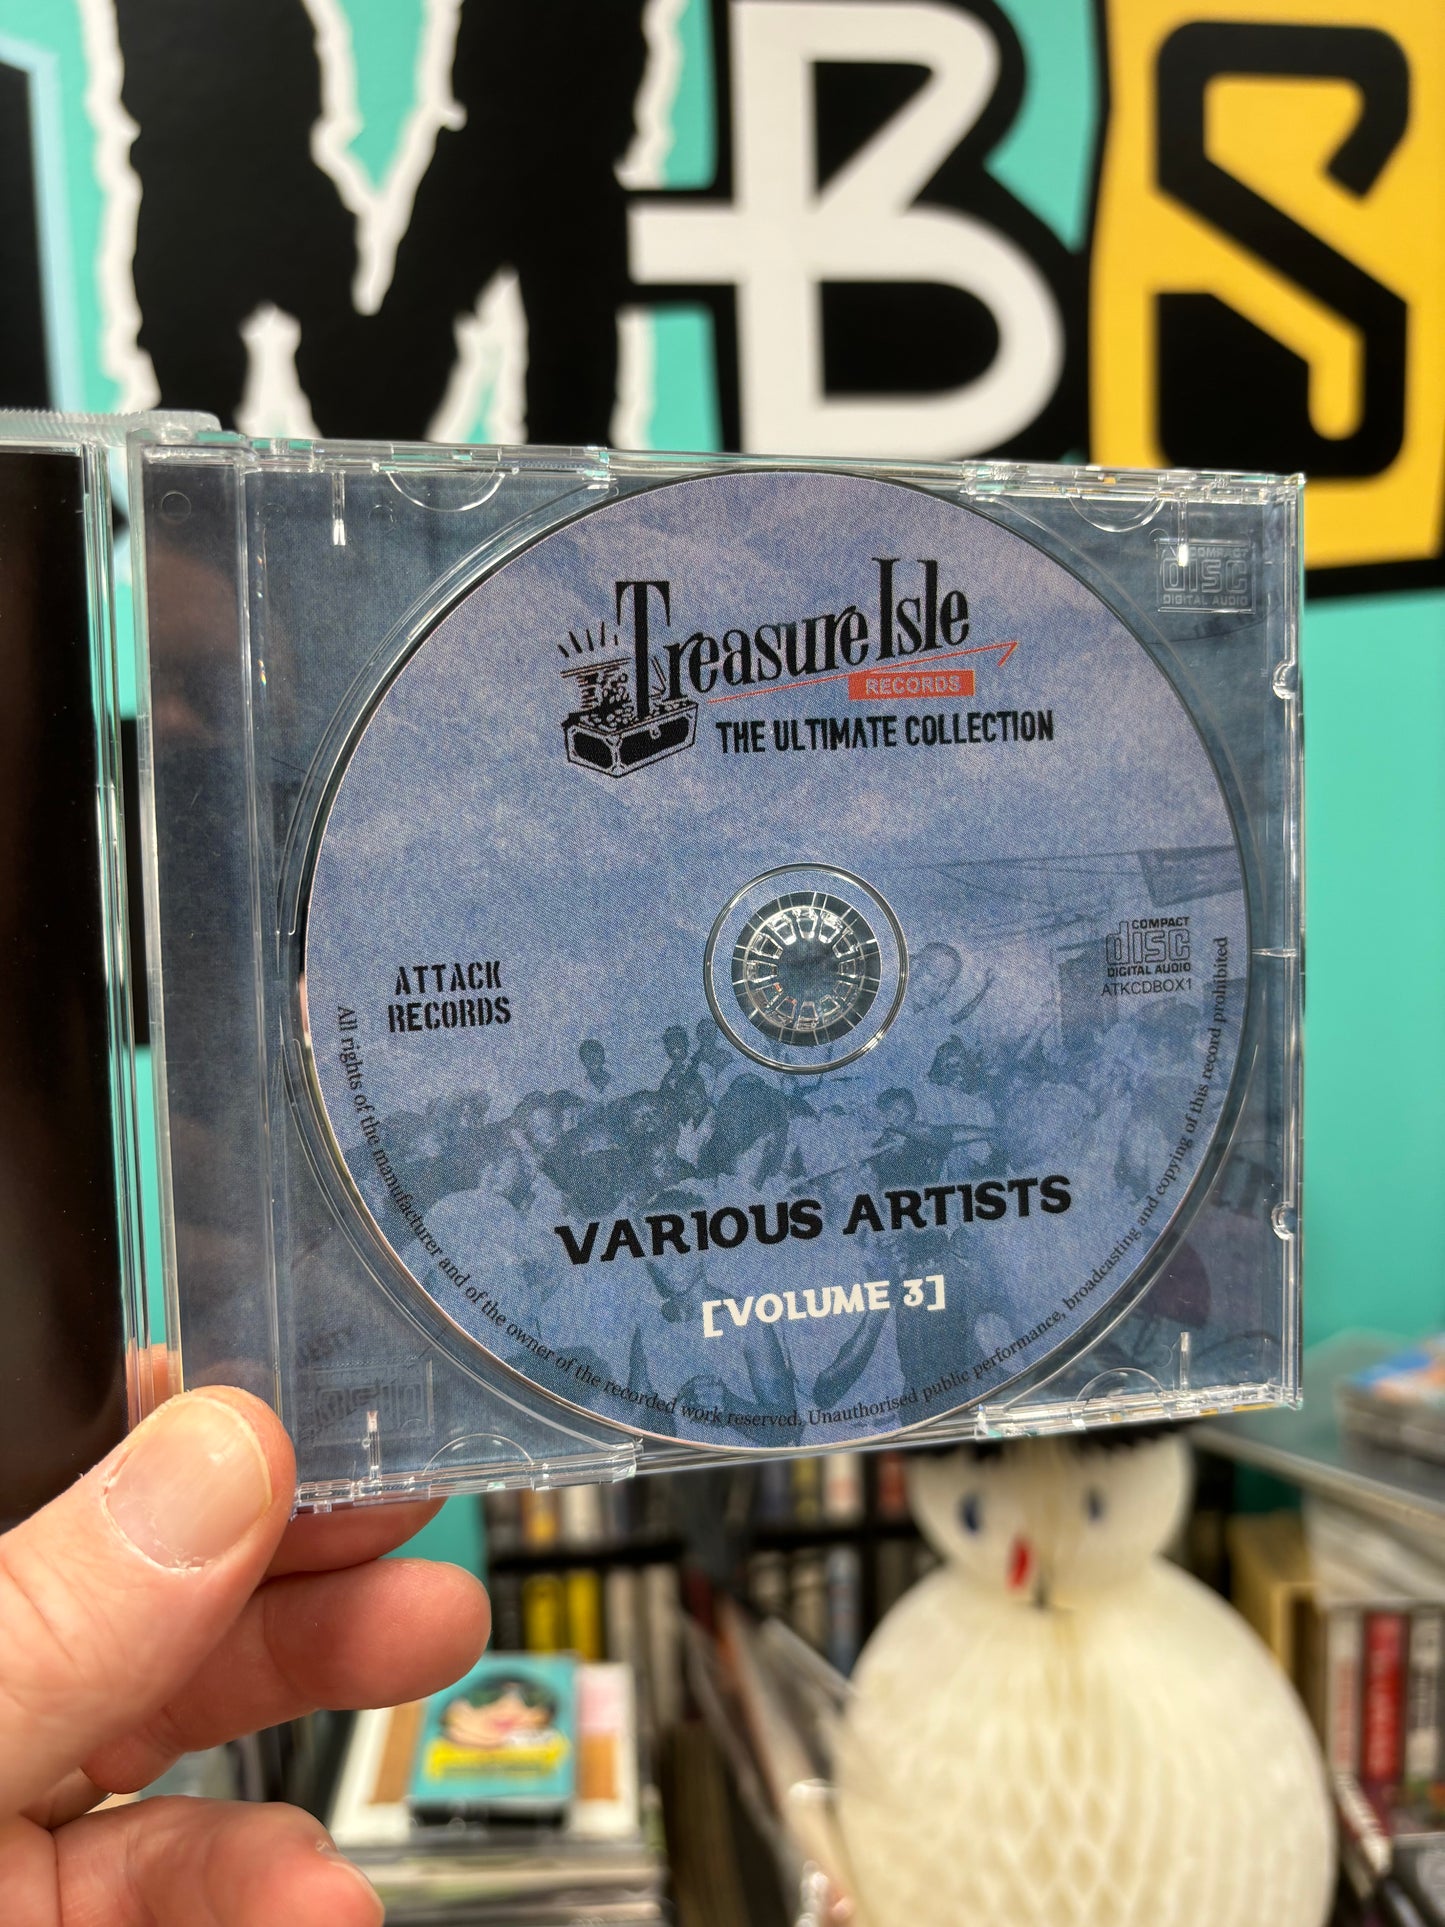 MBS
COMPACT
disc
DIGITAL AUDIO
Treasure Isle
RECORDS
THE ULTIMATE COLLECTION
ATTACK
RECORDS
COMPACT
disc
DIGITAL AUDIO
ATKCDBOX1
VARIOUS ARTISTS
[VOLUME 3]
All rights of the manufacturer and of the owner of the recorded work reserved. Unauthorised public performance, broadcasting and copying of this record prohibited